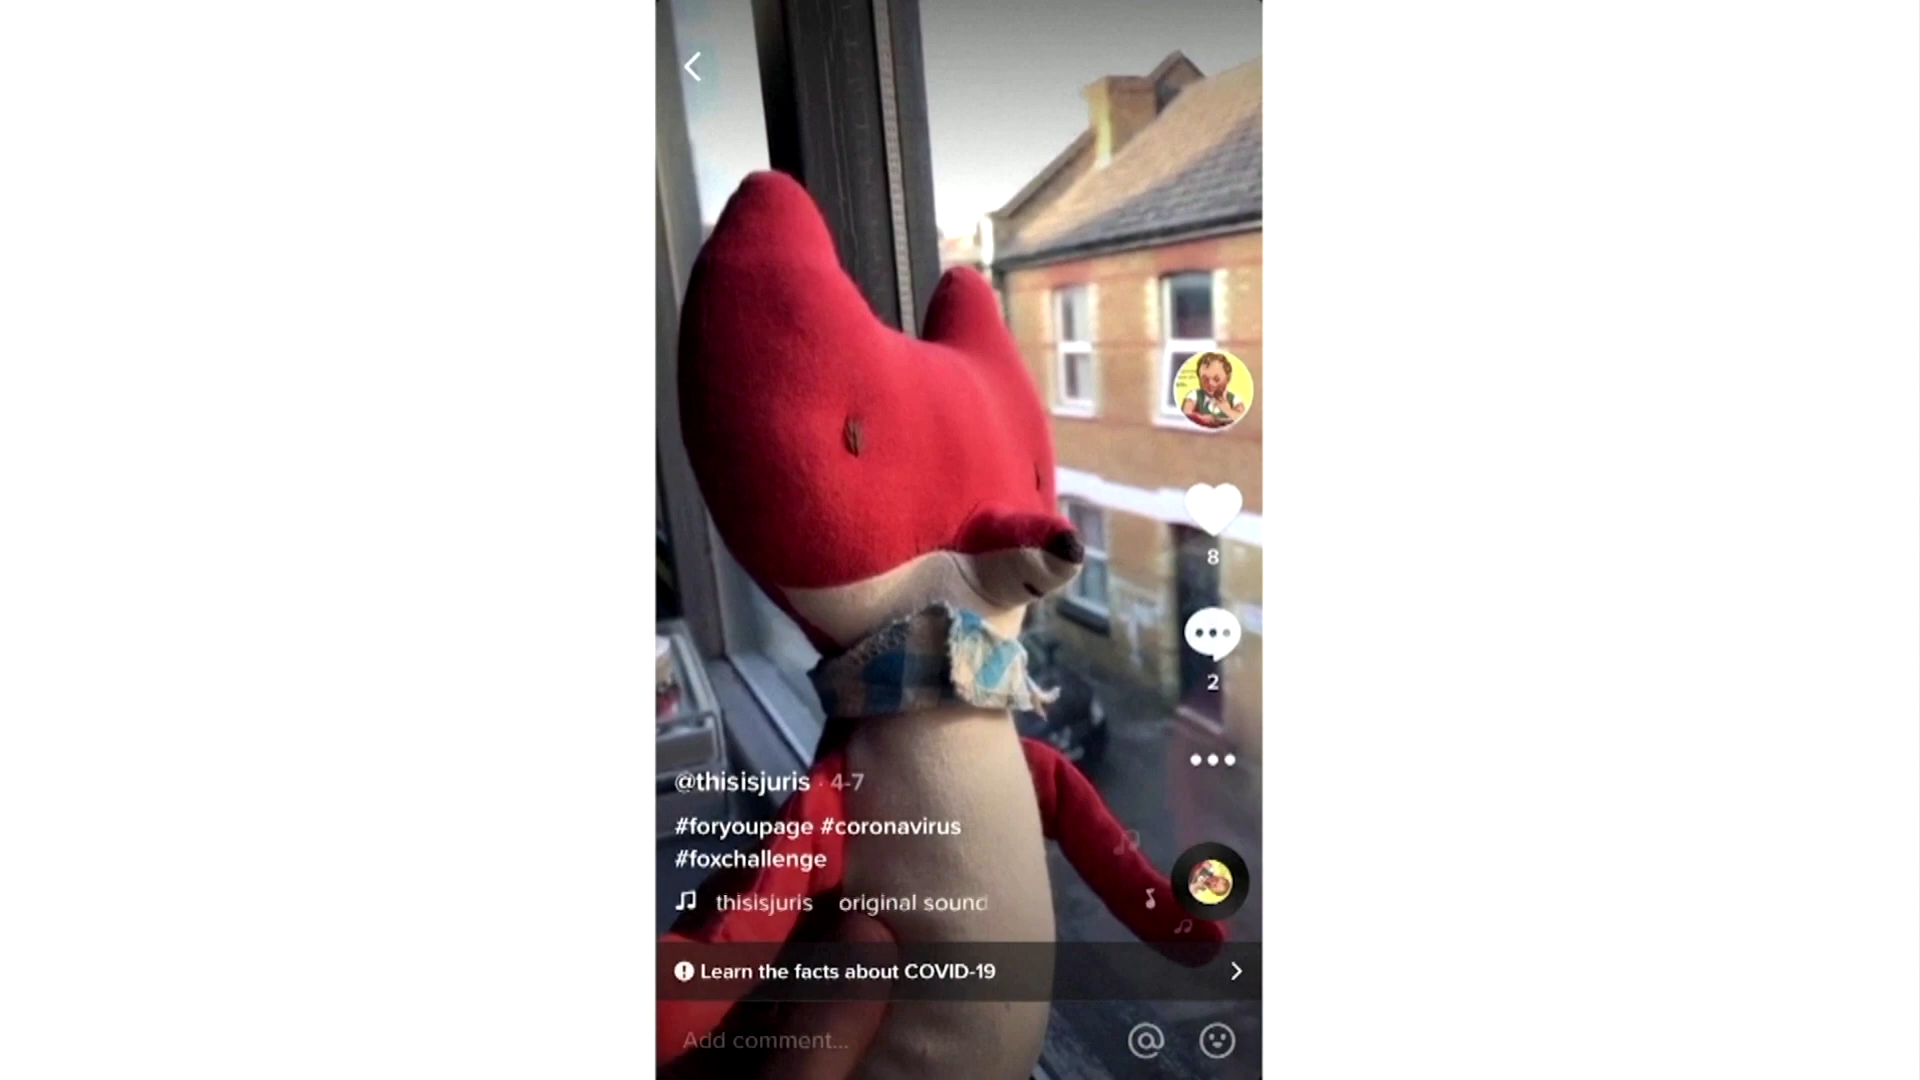 8
2
@thisisjuris · 4-7
#foryoupage #coronavirus
#foxchallenge
thisisjuris original sound
Learn the facts about COVID-19
Add comment...